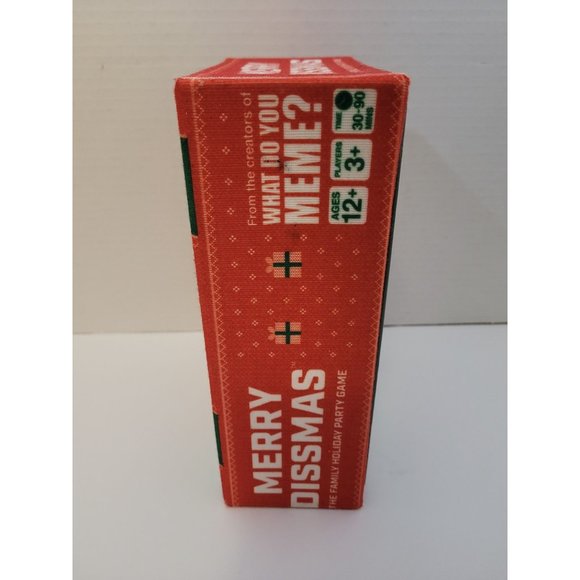 MERRY
DISSMAS™
THE FAMILY HOLIDAY PARTY GAME
From the creators of
WHAT DO YOU
MEME?
AGES
12+
PLAYERS
3+
TIME
30-90
MINS